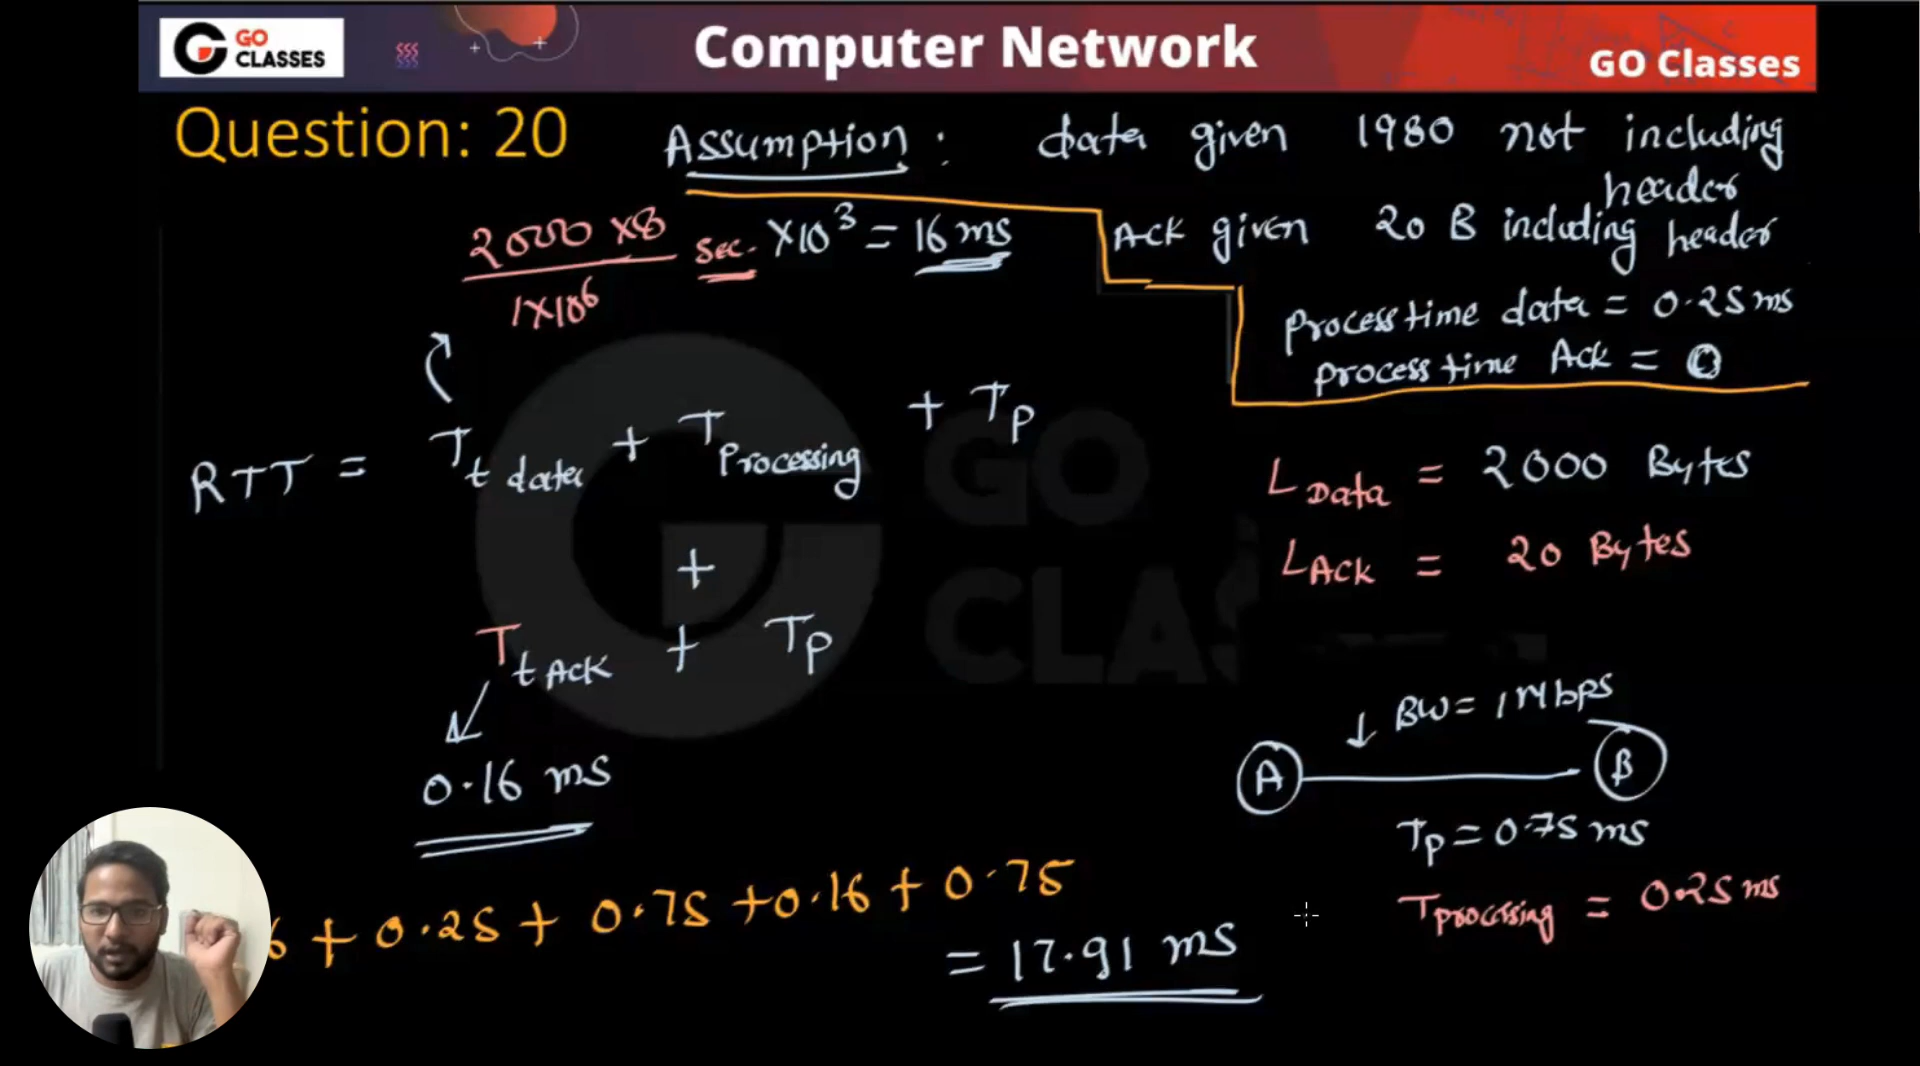 GO
CLASSES
Computer Network
GO Classes
Question: 20
Assumption: data given 1980 not including header
Ack given 20 B including header
process time data = 0.25 ms
process time Ack = 0
2000 x8
1x10^6
sec. x10^3 = 16 ms
RTT = Tt data + TProcessing + Tp
+
Tt ACK + Tp
0.16 ms
L Data = 2000 Bytes
L ACK = 20 Bytes
GO
BW = 1 Mbps
A
B
Tp = 0.75 ms
Tprocessing = 0.25 ms
6 + 0.25 + 0.75 + 0.16 + 0.75
= 17.91 ms